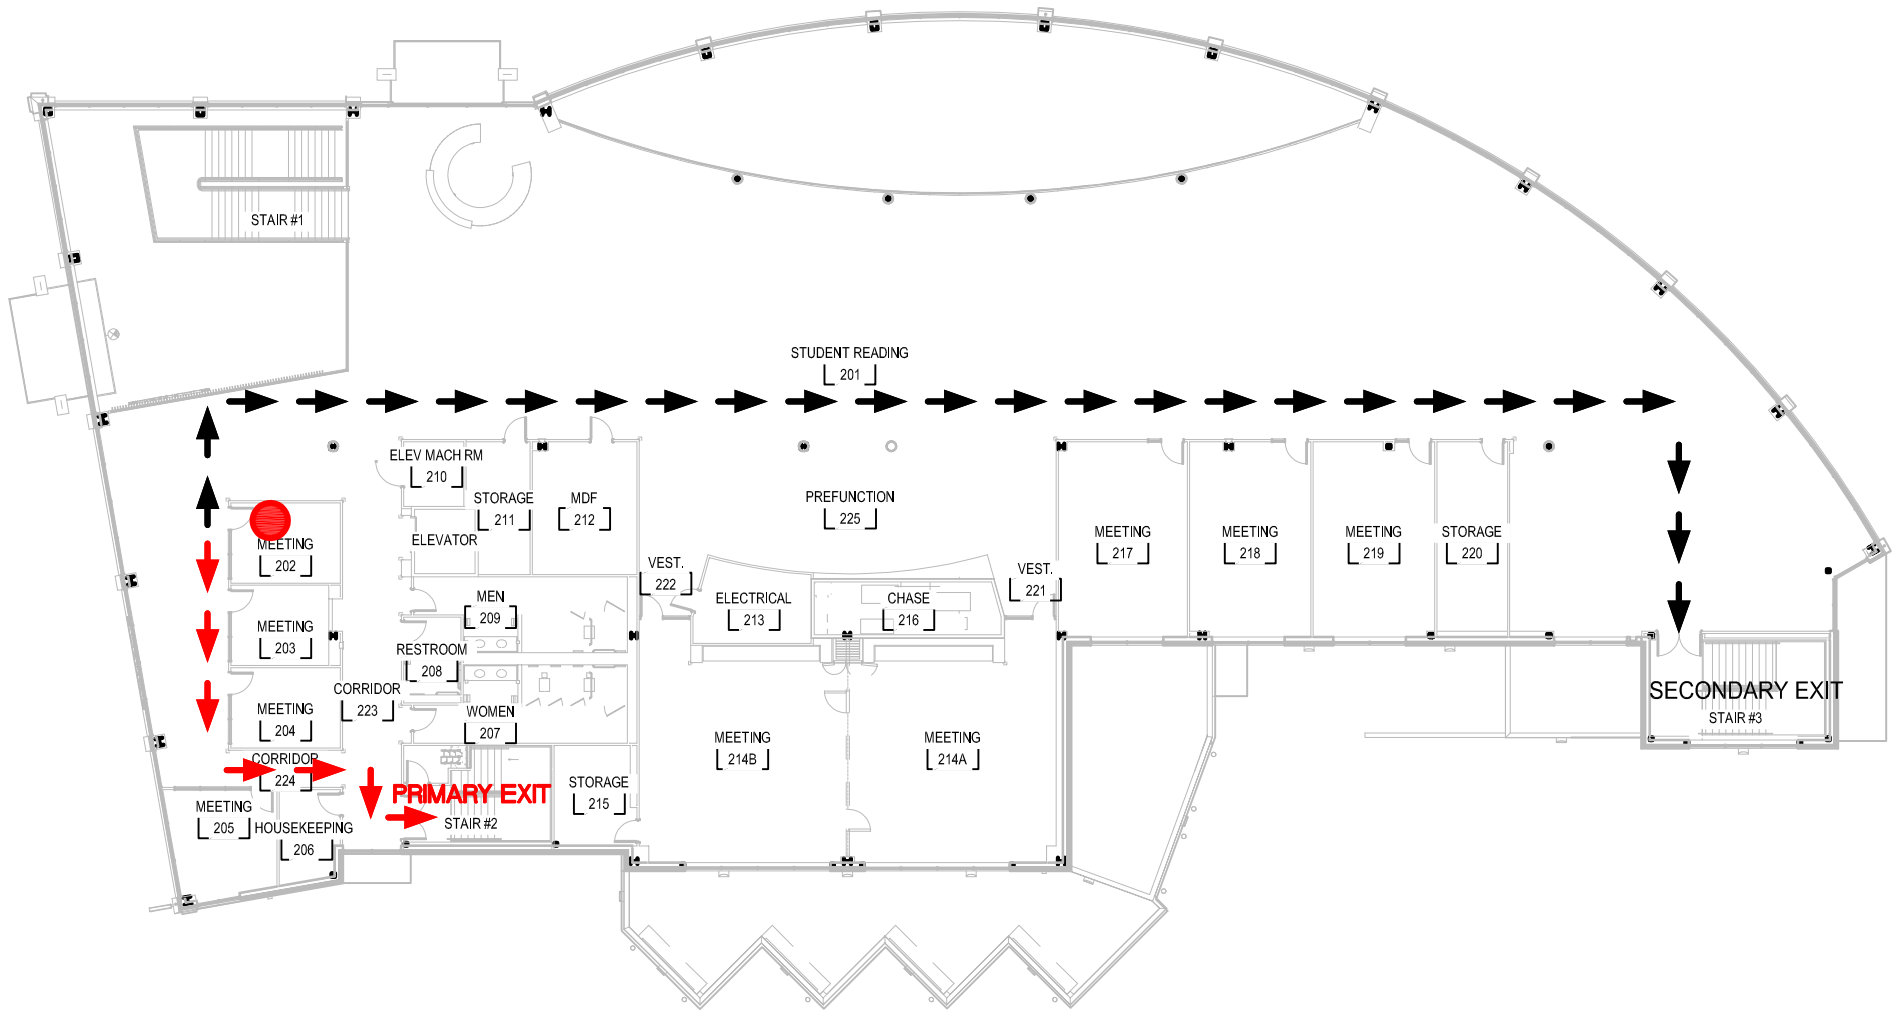 STAIR #1
STUDENT READING
201
ELEV MACH RM
210
STORAGE
211
MDF
212
PREFUNCTION
225
MEETING
217
MEETING
218
MEETING
219
STORAGE
220
ELEVATOR
MEETING
202
VEST.
222
VEST.
221
MEN
209
ELECTRICAL
213
CHASE
216
MEETING
203
RESTROOM
208
CORRIDOR
223
MEETING
204
WOMEN
207
SECONDARY EXIT
STAIR #3
MEETING
214B
MEETING
214A
CORRIDOR
224
STORAGE
215
PRIMARY EXIT
STAIR #2
MEETING
205
HOUSEKEEPING
206